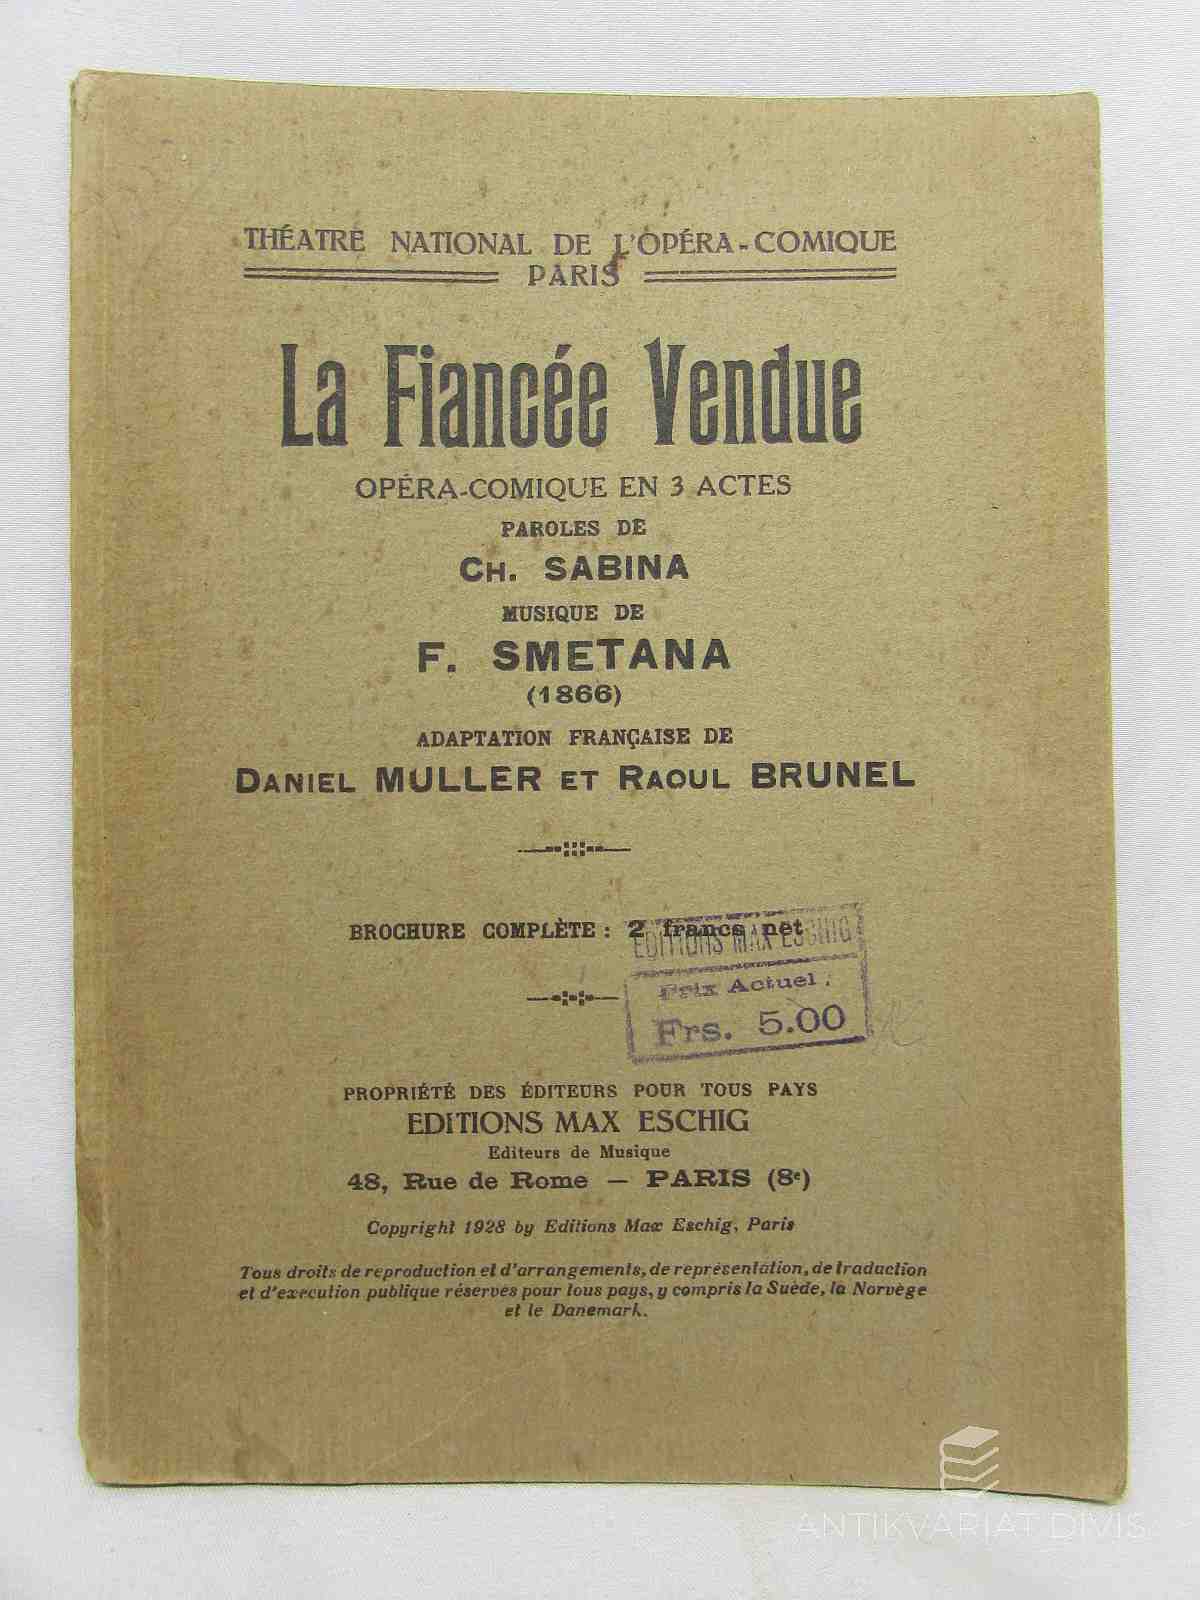 THÉATRE NATIONAL DE L'OPÉRA-COMIQUE
PARIS
La Fiancée Vendue
OPÉRA-COMIQUE EN 3 ACTES
PAROLES DE
CH. SABINA
MUSIQUE DE
F. SMETANA
(1866)
ADAPTATION FRANÇAISE DE
DANIEL MULLER ET RAOUL BRUNEL
BROCHURE COMPLÈTE : 2 francs net
EDITIONS MAX ESCHIG
Prix Actuel :
Frs. 5.00
PROPRIÉTÉ DES ÉDITEURS POUR TOUS PAYS
EDITIONS MAX ESCHIG
Editeurs de Musique
48, Rue de Rome — PARIS (8e)
Copyright 1928 by Editions Max Eschig, Paris
Tous droits de reproduction et d'arrangements, de représentation, de traduction
et d'exécution publique réservés pour tous pays, y compris la Suède, la Norvège
et le Danemark.
ANTIKVARIAT DIVIS